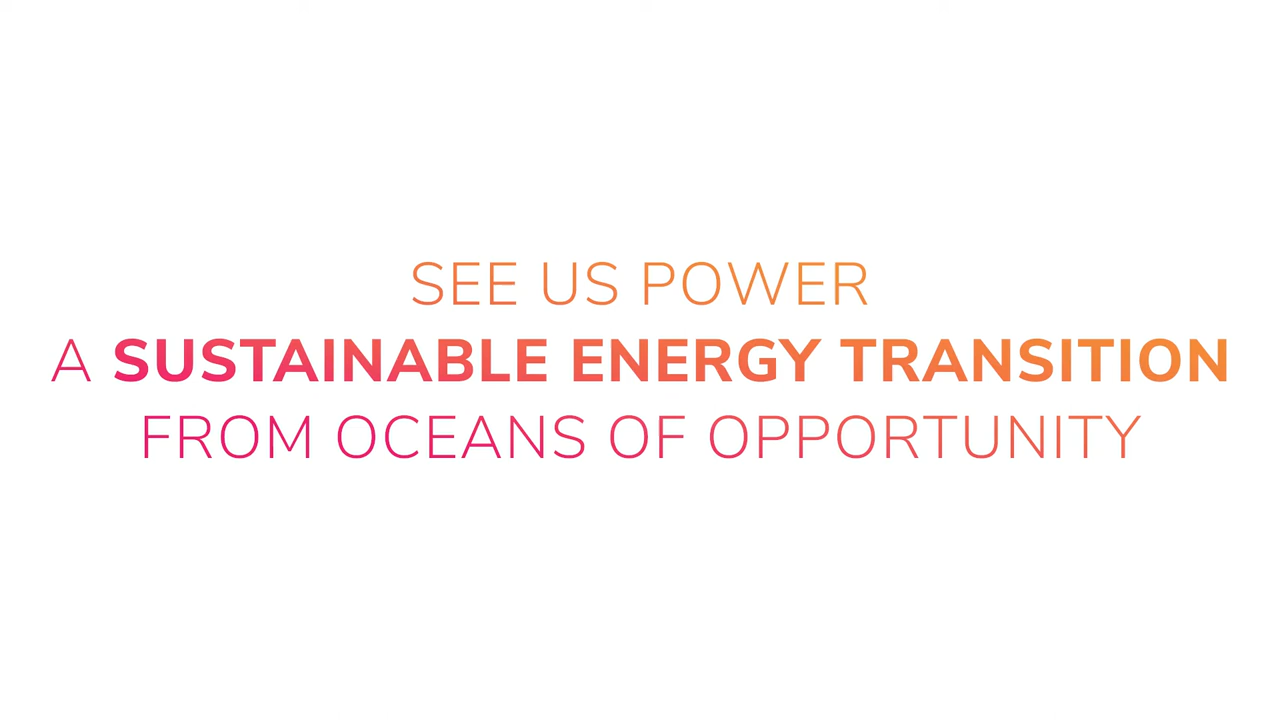 SEE US POWER
A SUSTAINABLE ENERGY TRANSITION
FROM OCEANS OF OPPORTUNITY